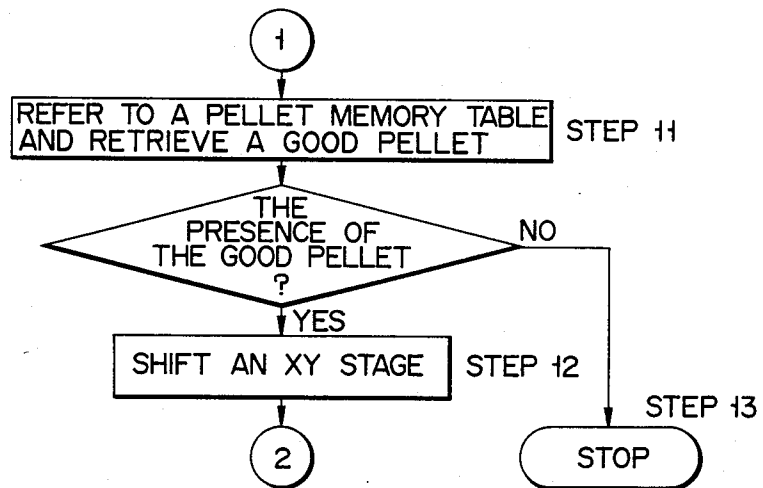 1
REFER TO A PELLET MEMORY TABLE
AND RETRIEVE A GOOD PELLET
STEP 11
THE
PRESENCE OF
THE GOOD PELLET
?
NO
YES
SHIFT AN XY STAGE
STEP 12
STEP 13
2
STOP